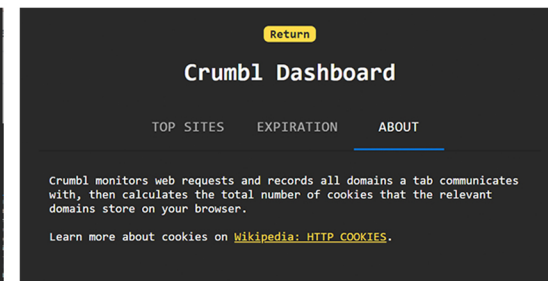 Return
Crumbl Dashboard
TOP SITES EXPIRATION ABOUT
Crumbl monitors web requests and records all domains a tab communicates
with, then calculates the total number of cookies that the relevant
domains store on your browser.
Learn more about cookies on Wikipedia: HTTP COOKIES.